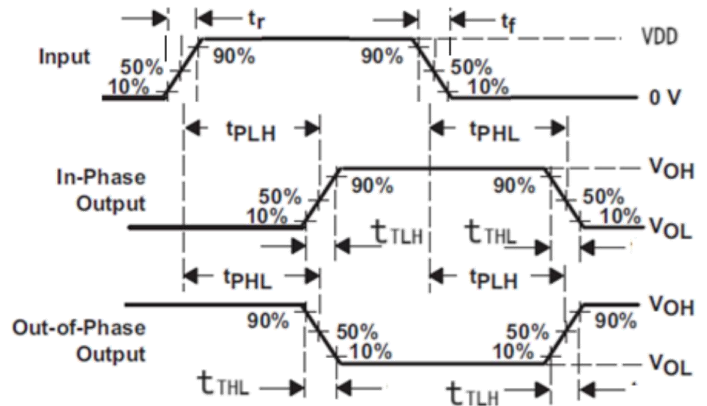 tr tf
VDD
Input 90% 90%
50% 50%
10% 10%
0 V
tPLH tPHL
VOH
In-Phase 90% 90%
Output 50% 50%
10% 10%
VOL
tTLH tTHL
tPHL tPLH
VOH
90% 90%
Out-of-Phase 50% 50%
Output 10% 10%
VOL
tTHL tTLH